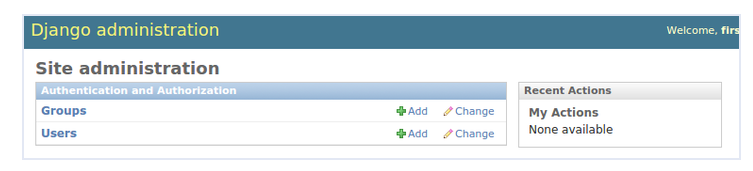 Django administration
Welcome, firs
Site administration
Authentication and Authorization
Groups Add Change
Users Add Change
Recent Actions
My Actions
None available